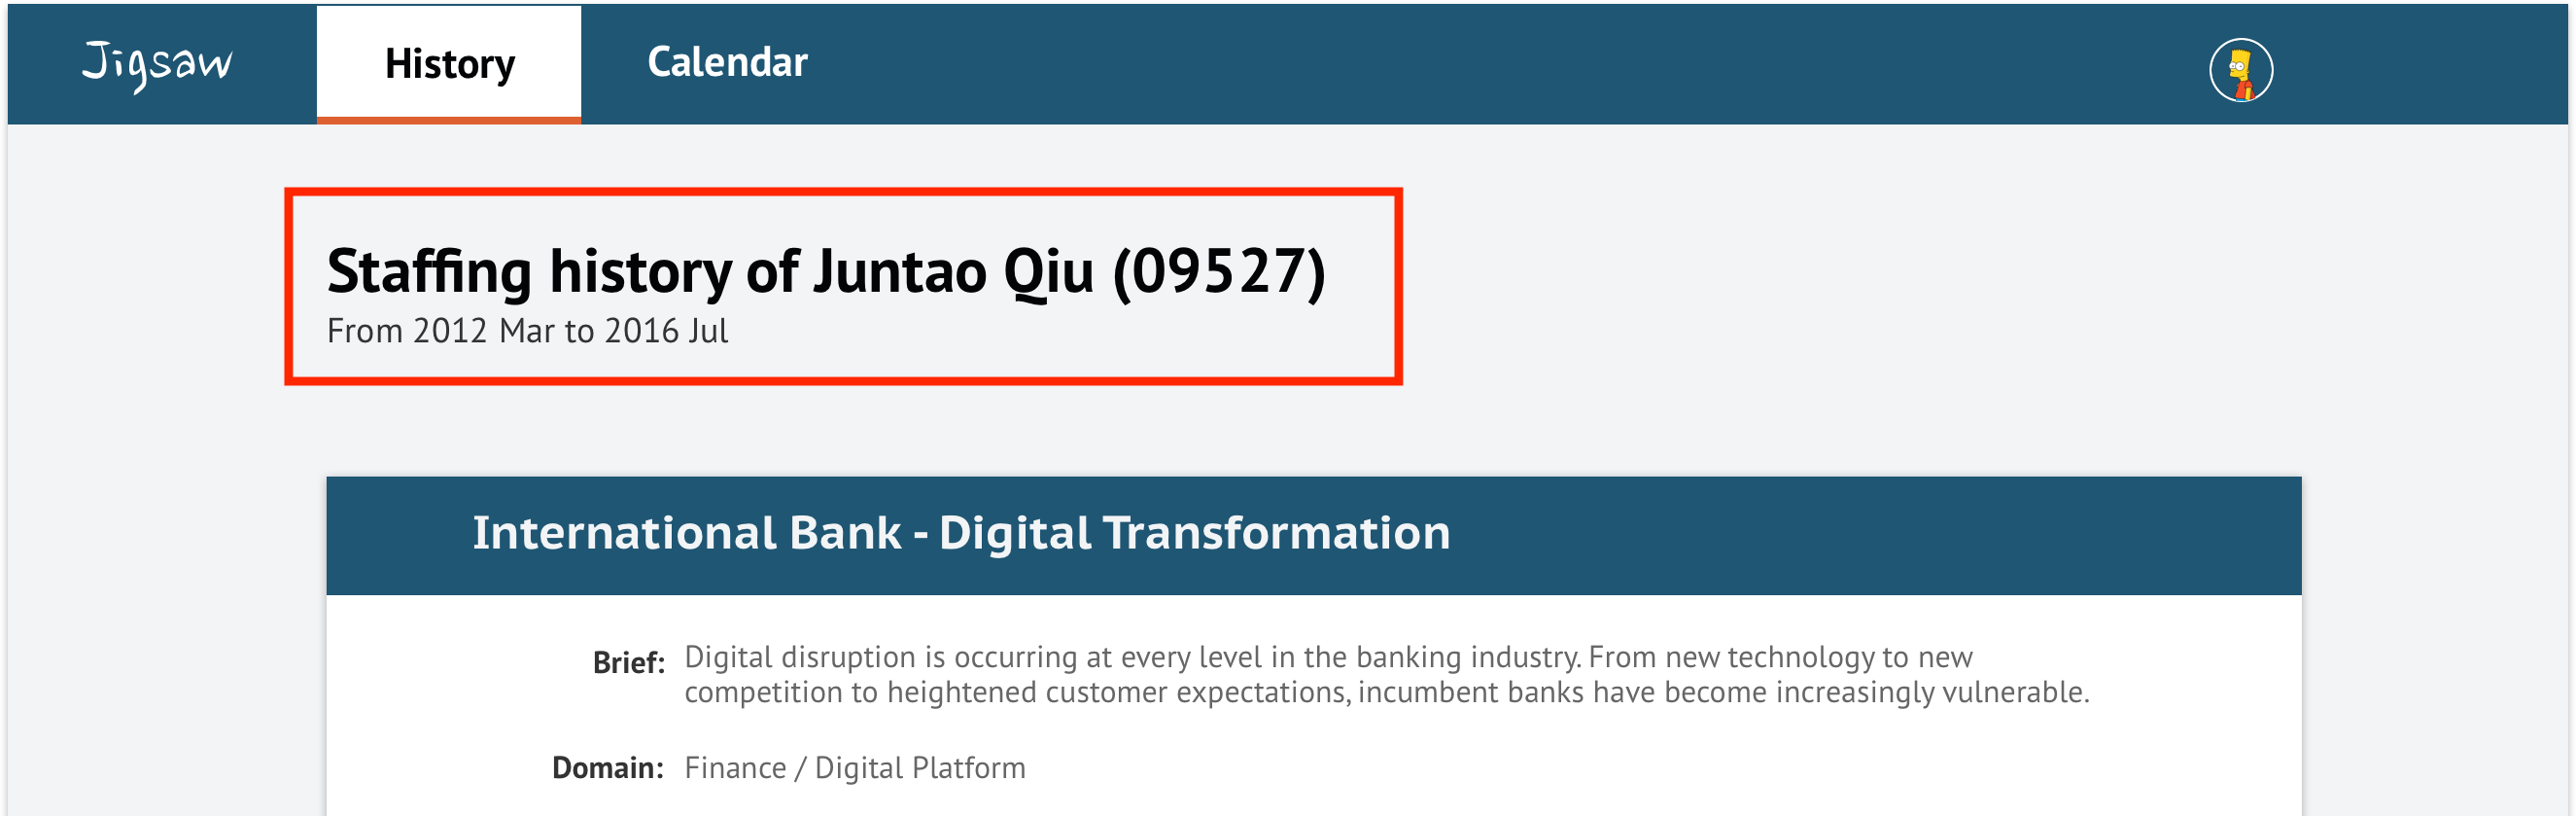 Jigsaw
History
Calendar
Staffing history of Juntao Qiu (09527)
From 2012 Mar to 2016 Jul
International Bank - Digital Transformation
Brief: Digital disruption is occurring at every level in the banking industry. From new technology to new
competition to heightened customer expectations, incumbent banks have become increasingly vulnerable.
Domain: Finance / Digital Platform